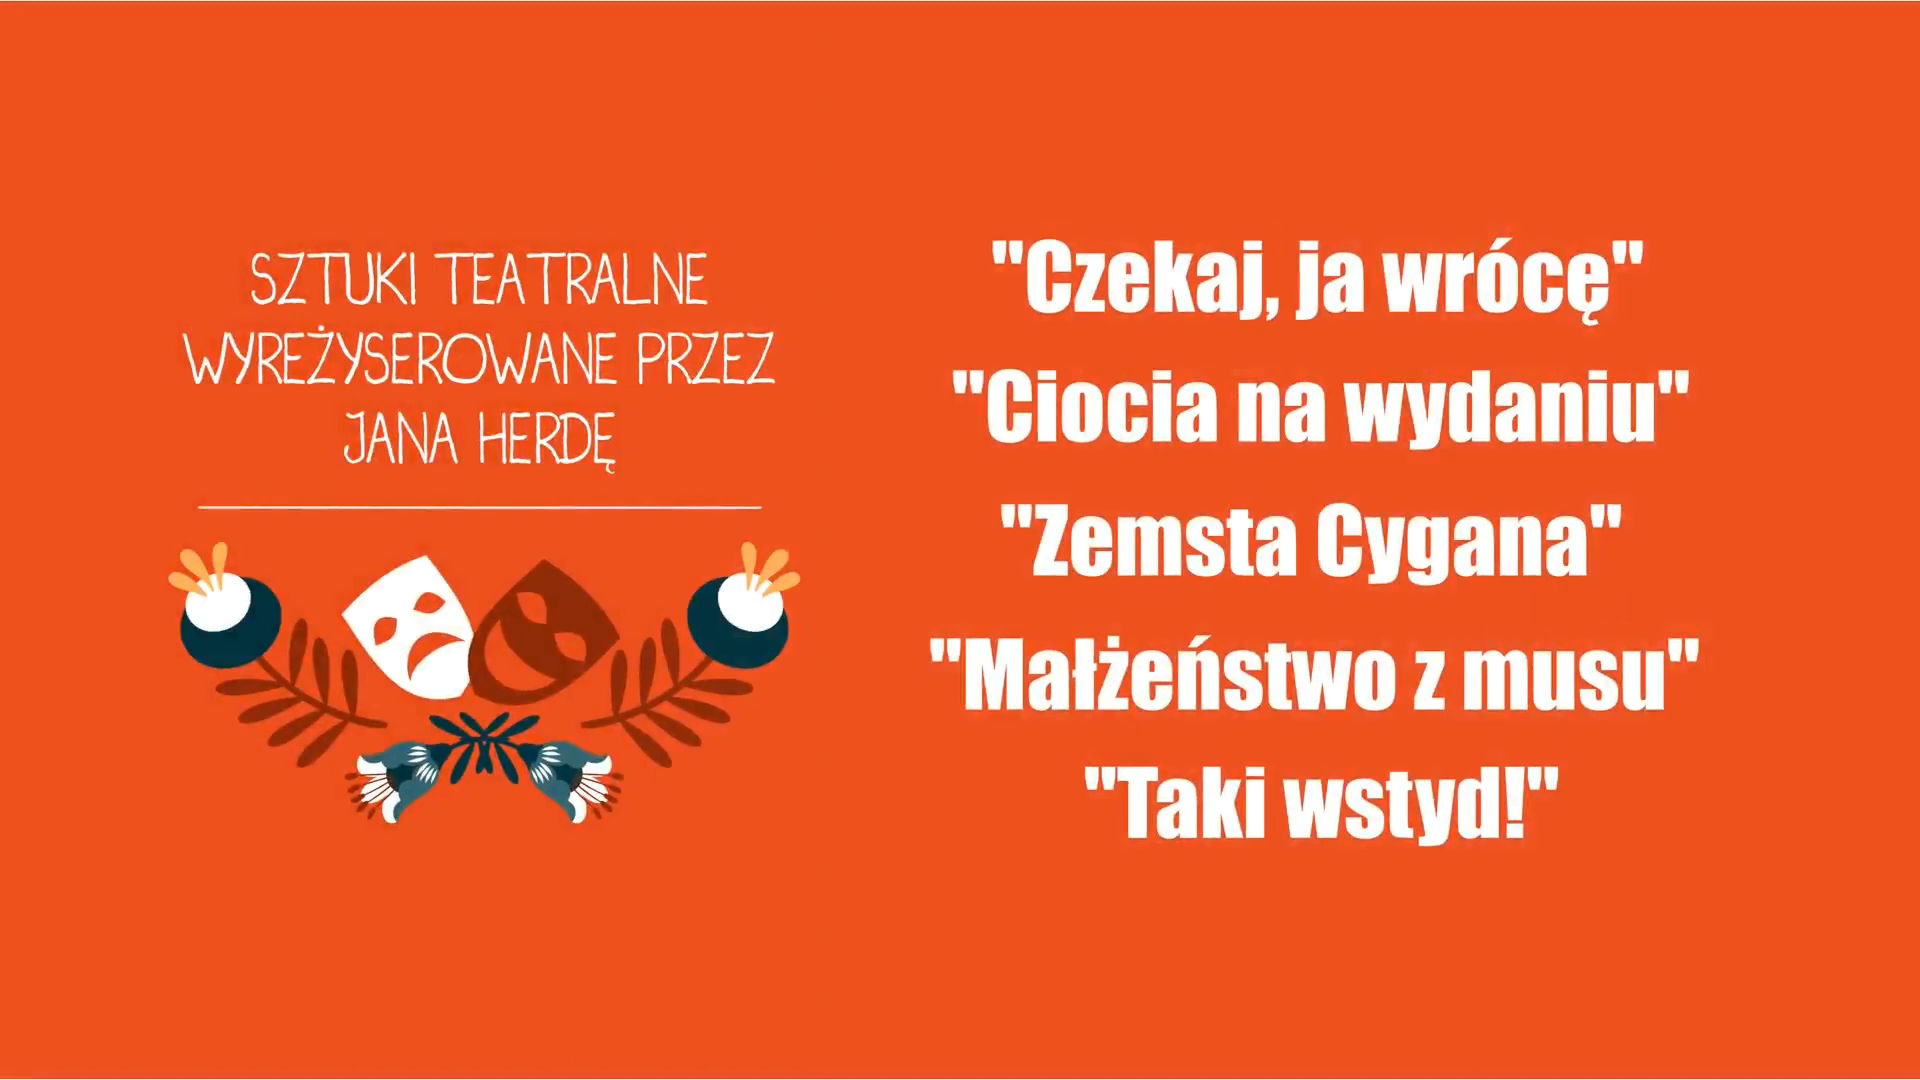 SZTUKI TEATRALNE
WYREŻYSEROWANE PRZEZ
JANA HERDĘ
"Czekaj, ja wrócę"
"Ciocia na wydaniu"
"Zemsta Cygana"
"Małżeństwo z musu"
"Taki wstyd!"